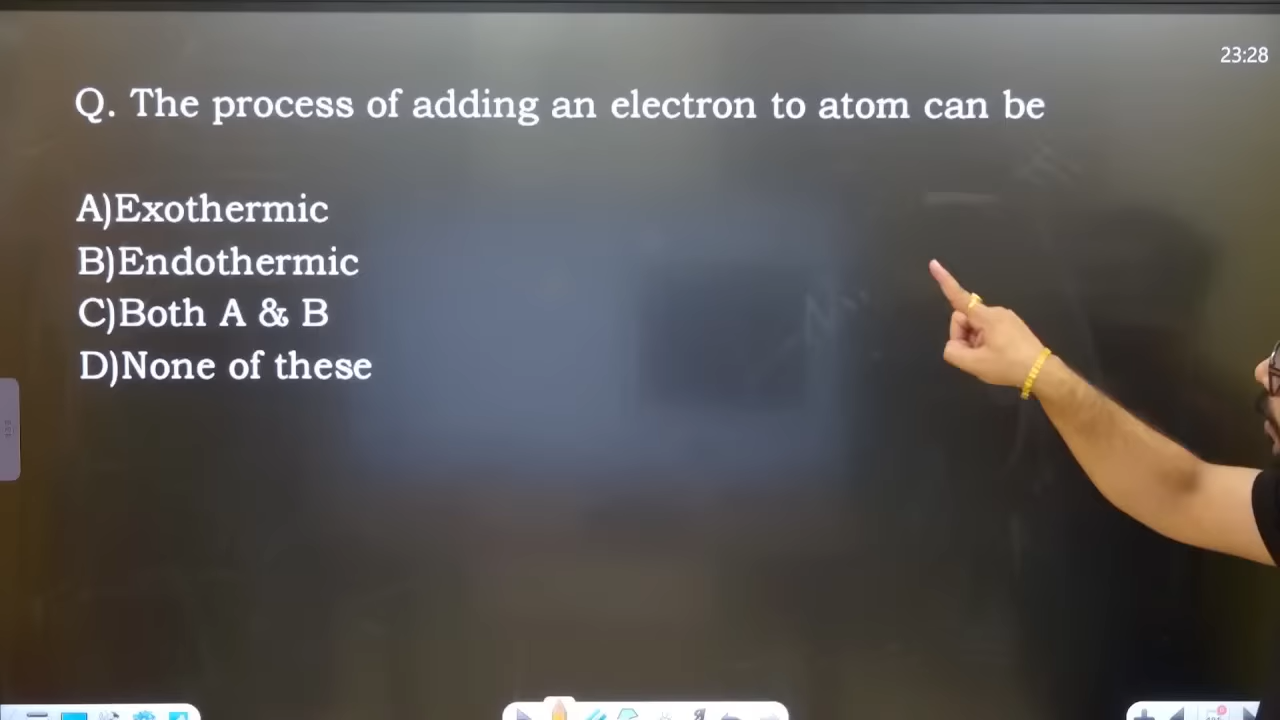 23:28
Q. The process of adding an electron to atom can be
A)Exothermic
B)Endothermic
C)Both A & B
D)None of these